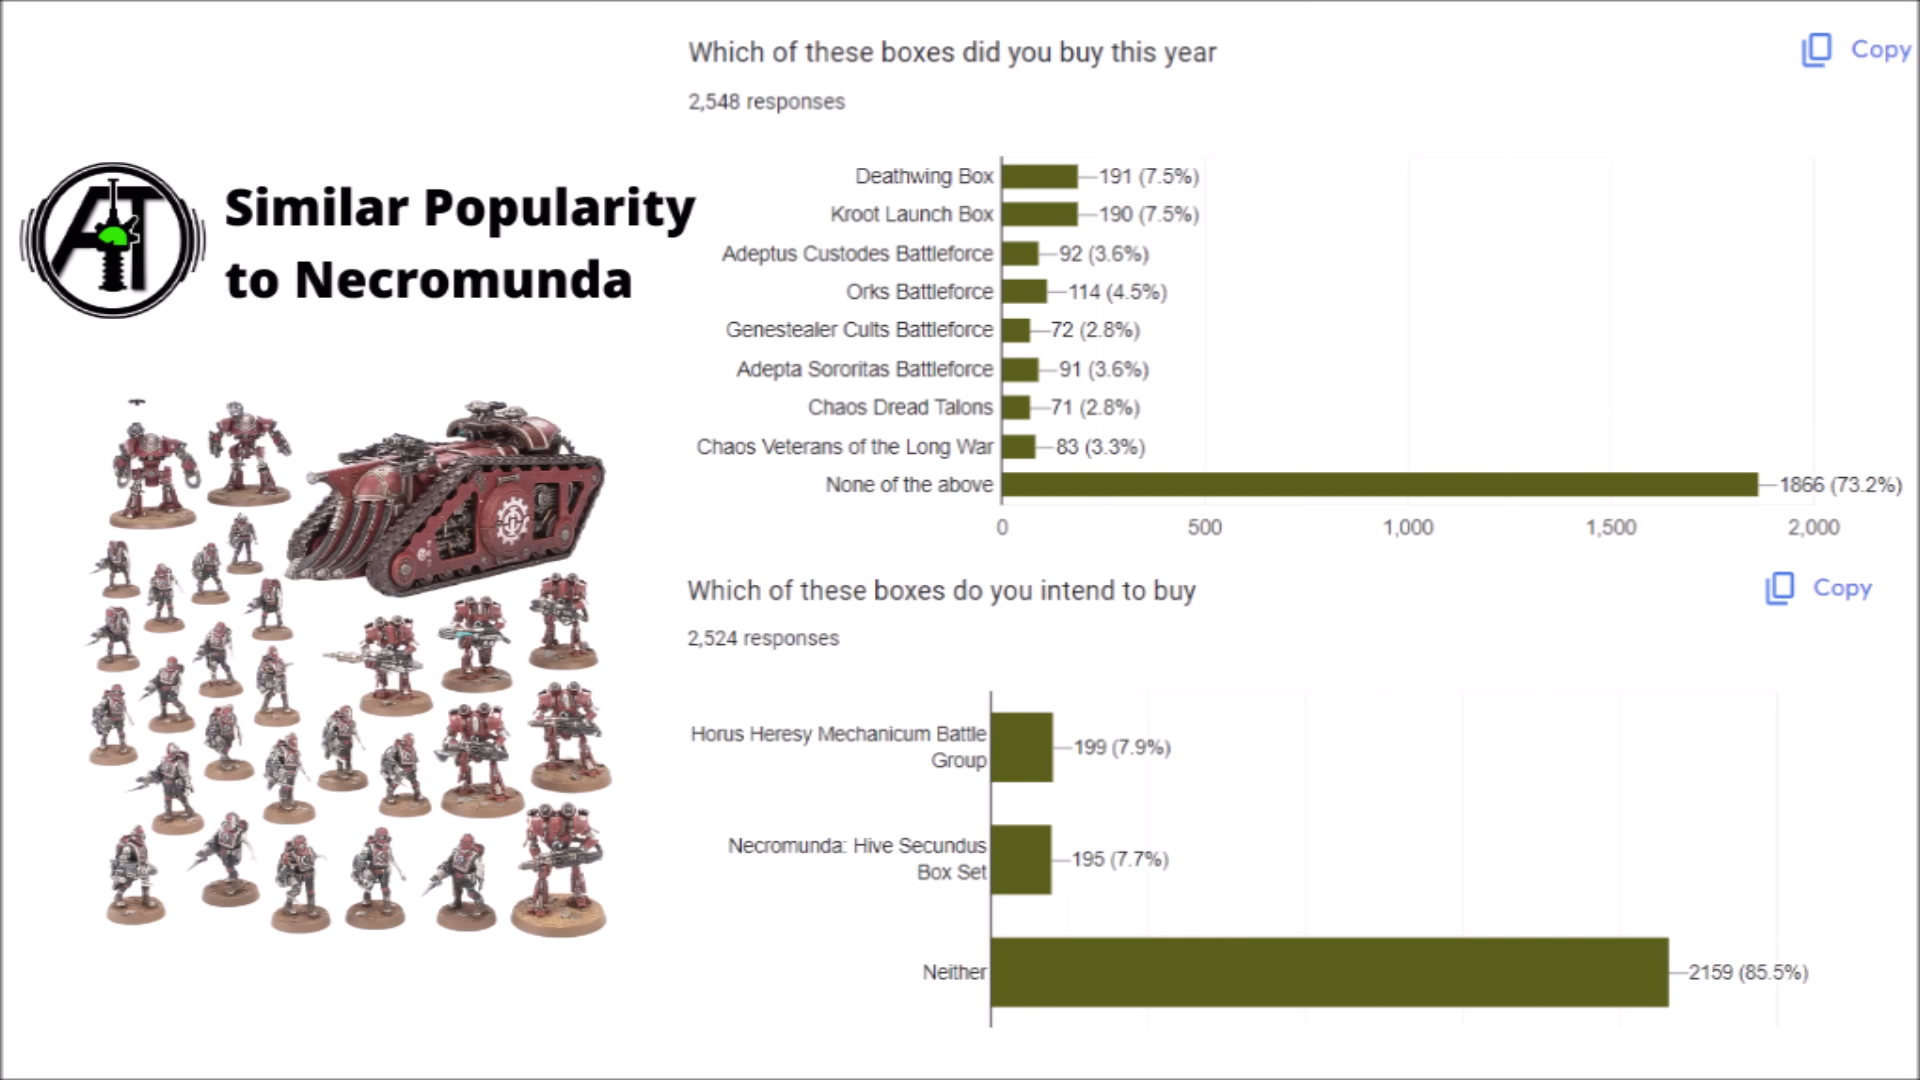 Which of these boxes did you buy this year
Copy
2,548 responses
AT
Similar Popularity
to Necromunda
Deathwing Box 191 (7.5%)
Kroot Launch Box 190 (7.5%)
Adeptus Custodes Battleforce 92 (3.6%)
Orks Battleforce 114 (4.5%)
Genestealer Cults Battleforce 72 (2.8%)
Adepta Sororitas Battleforce 91 (3.6%)
Chaos Dread Talons 71 (2.8%)
Chaos Veterans of the Long War 83 (3.3%)
None of the above 1866 (73.2%)
0 500 1,000 1,500 2,000
Which of these boxes do you intend to buy
Copy
2,524 responses
Horus Heresy Mechanicum Battle
Group 199 (7.9%)
Necromunda: Hive Secundus
Box Set 195 (7.7%)
Neither 2159 (85.5%)